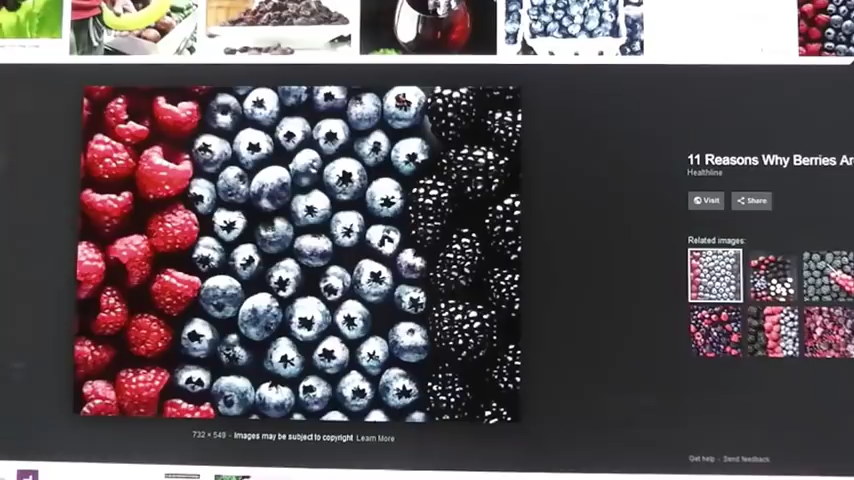 11 Reasons Why Berries Ar
Healthline
Visit
Share
Related images:
732 × 549 - Images may be subject to copyright Learn More
Get help - Send feedback